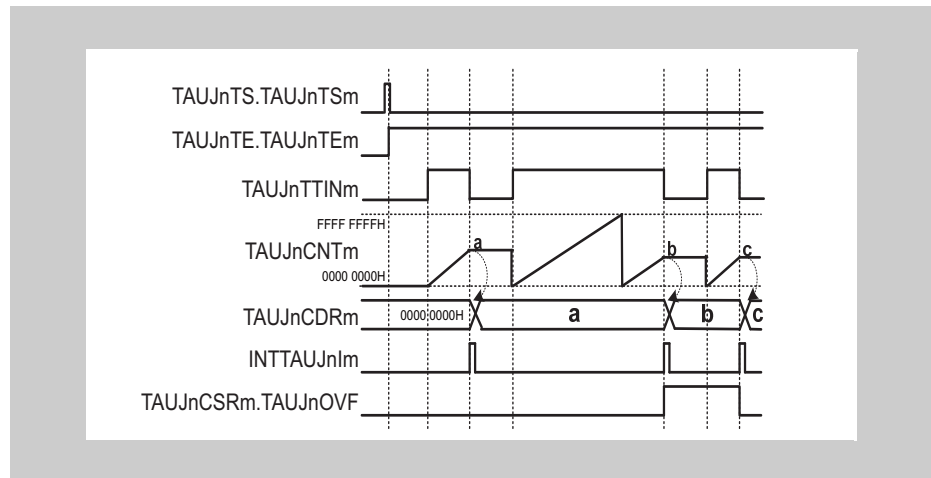 TAUJnTS.TAUJnTSm
TAUJnTE.TAUJnTEm
TAUJnTTINm
FFFF FFFFH
TAUJnCNTm
a
b
c
0000 0000H
TAUJnCDRm
0000 0000H
a
b
c
INTTAUJnIm
TAUJnCSRm.TAUJnOVF